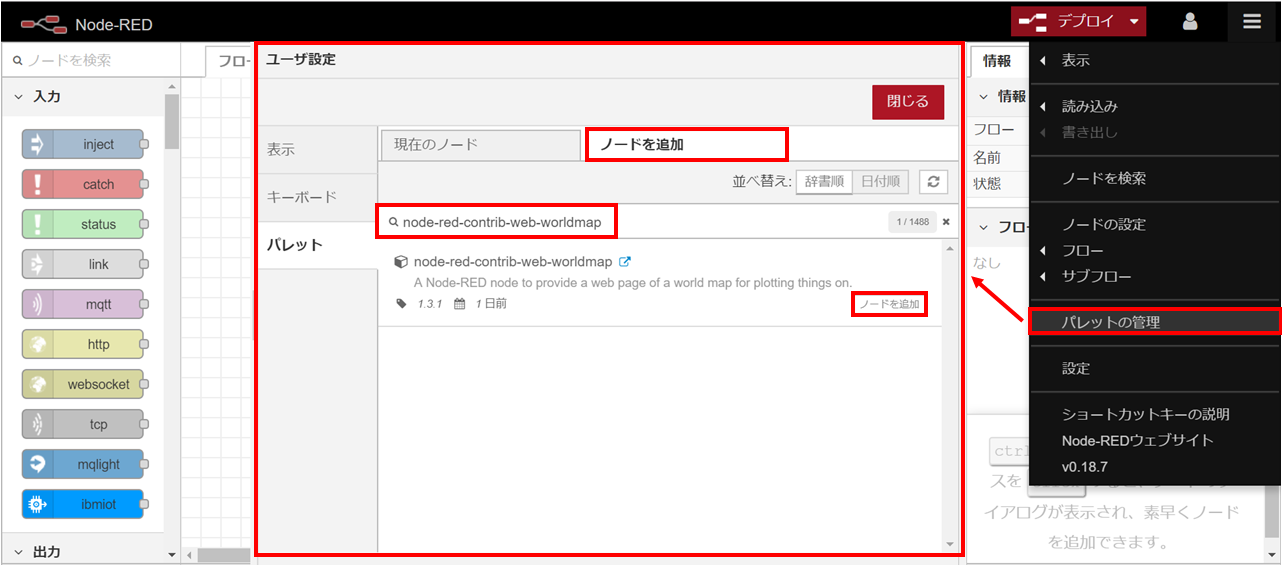 Node-RED
デプロイ
ノードを検索
入力
inject
catch
status
link
mqtt
http
websocket
tcp
mqlight
ibmiot
出力
フロー
ユーザ設定
閉じる
表示
キーボード
パレット
現在のノード
ノードを追加
並べ替え: 辞書順 日付順
node-red-contrib-web-worldmap
1 / 1488
node-red-contrib-web-worldmap
A Node-RED node to provide a web page of a world map for plotting things on.
1.3.1 1 日前
ノードを追加
情報
情報
フロー
名前
状態
フロー
なし
ctrl
スを
イアログが表示され、素早くノード
を追加できます。
表示
読み込み
書き出し
ノードを検索
ノードの設定
フロー
サブフロー
パレットの管理
設定
ショートカットキーの説明
Node-REDウェブサイト
v0.18.7